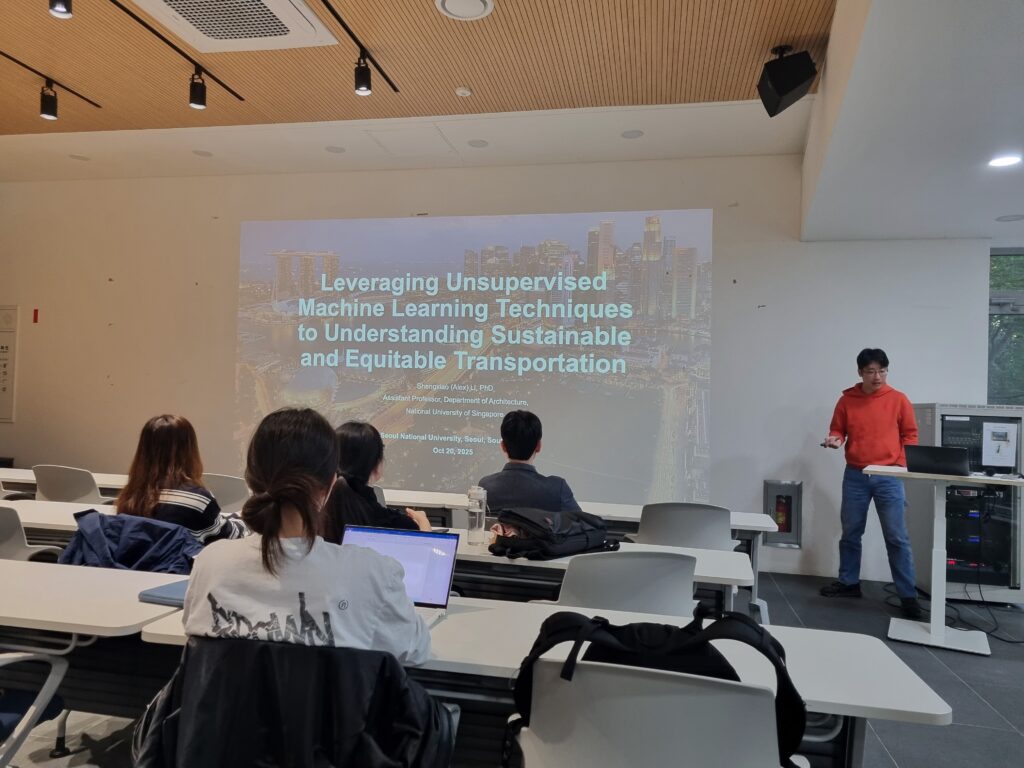 Leveraging Unsupervised
Machine Learning Techniques
to Understanding Sustainable
and Equitable Transportation
Shengxiao (Alex) Li, PhD,
Assistant Professor, Department of Architecture,
National University of Singapore
Seoul National University, Seoul,
Oct 20, 2025
®